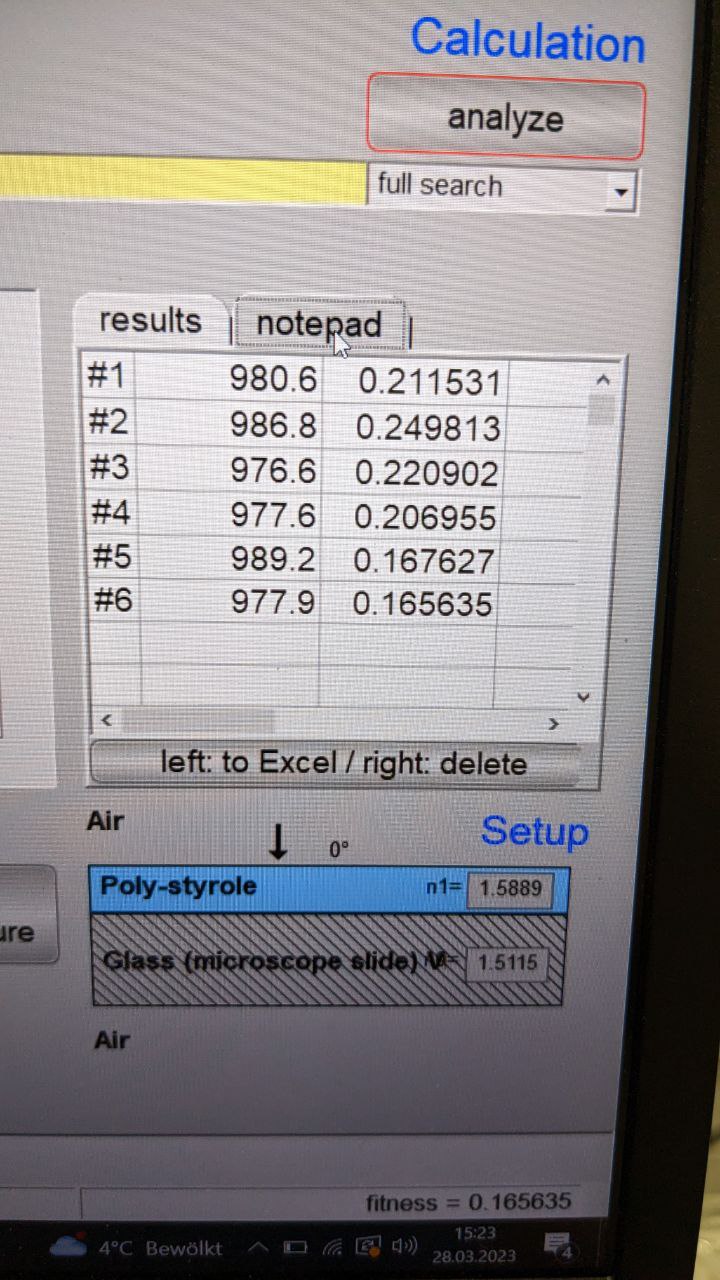 Calculation
analyze
full search
results notepad
#1 980.6 0.211531
#2 986.8 0.249813
#3 976.6 0.220902
#4 977.6 0.206955
#5 989.2 0.167627
#6 977.9 0.165635
left: to Excel / right: delete
Air
0°
Setup
Poly-styrole n1= 1.5889
ure
Glass (microscope slide) 1.5115
Air
fitness = 0.165635
4°C Bewölkt
15:23
28.03.2023
4